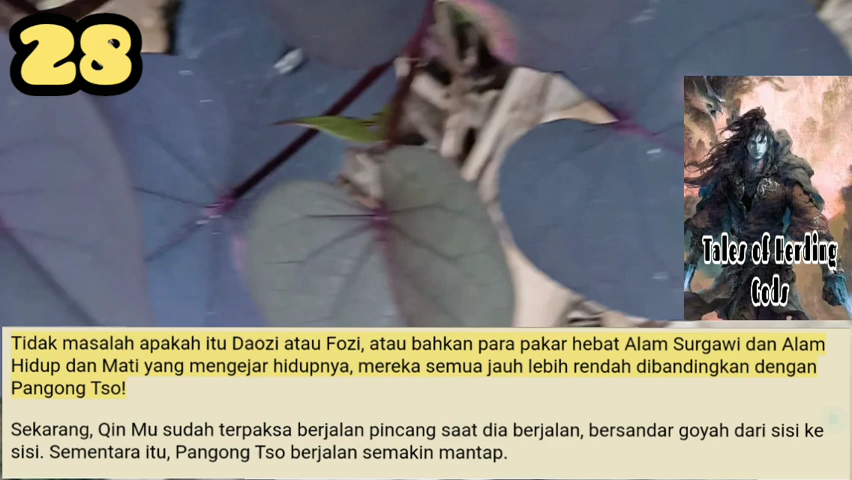 28
Tales of Herding
Gods
Tidak masalah apakah itu Daozi atau Fozi, atau bahkan para pakar hebat Alam Surgawi dan Alam
Hidup dan Mati yang mengejar hidupnya, mereka semua jauh lebih rendah dibandingkan dengan
Pangong Tso!
Sekarang, Qin Mu sudah terpaksa berjalan pincang saat dia berjalan, bersandar goyah dari sisi ke
sisi. Sementara itu, Pangong Tso berjalan semakin mantap.